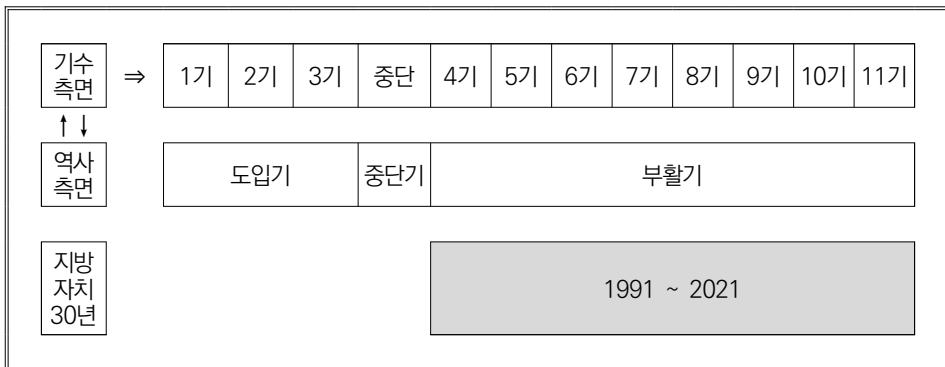 기수
측면 ⇒ 1기 2기 3기 중단 4기 5기 6기 7기 8기 9기 10기 11기
↑↓
역사
측면 도입기 중단기 부활기
지방
자치
30년 1991 ~ 2021